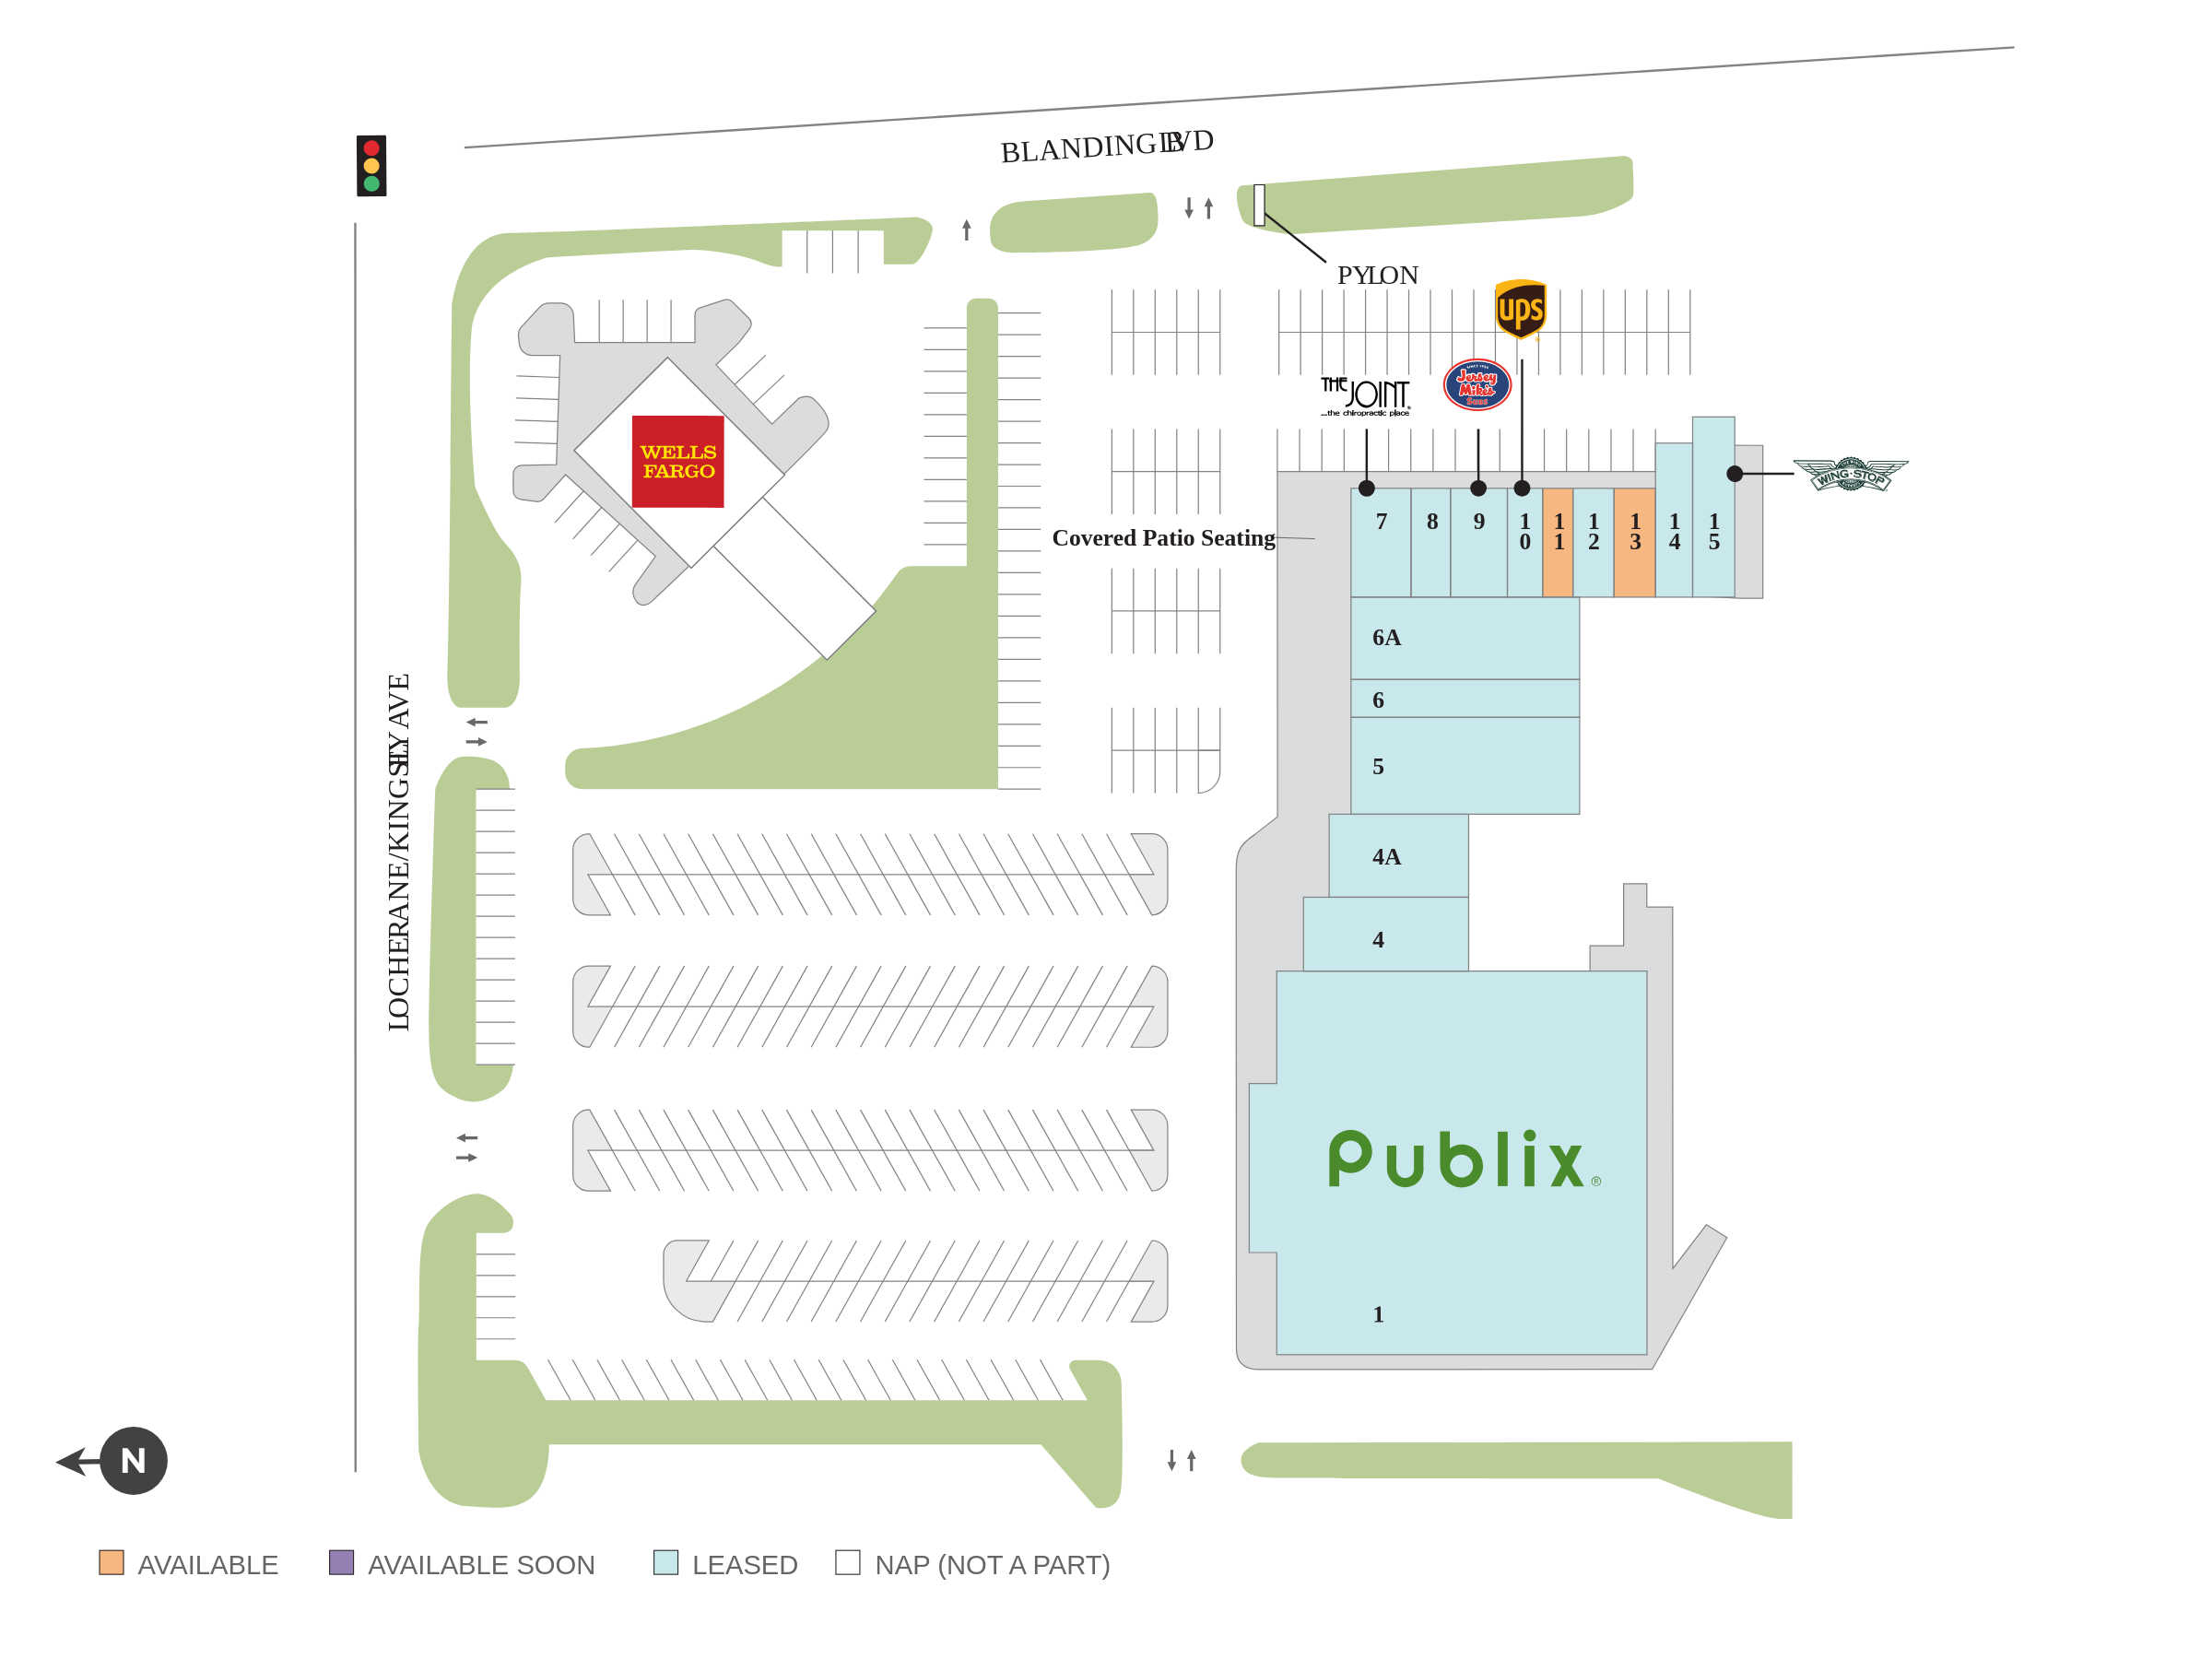 BLANDING BLVD
PYLON
ups
THE JOINT
...the chiropractic place
SINCE 1956
Jersey
Mike's
Subs
WELLS
FARGO
WING·STOP
Covered Patio Seating
7
8
9
10
11
12
13
14
15
6A
6
5
LOCHERANE/KINGSLEY AVE
4A
4
Publix®
1
N
AVAILABLE
AVAILABLE SOON
LEASED
NAP (NOT A PART)